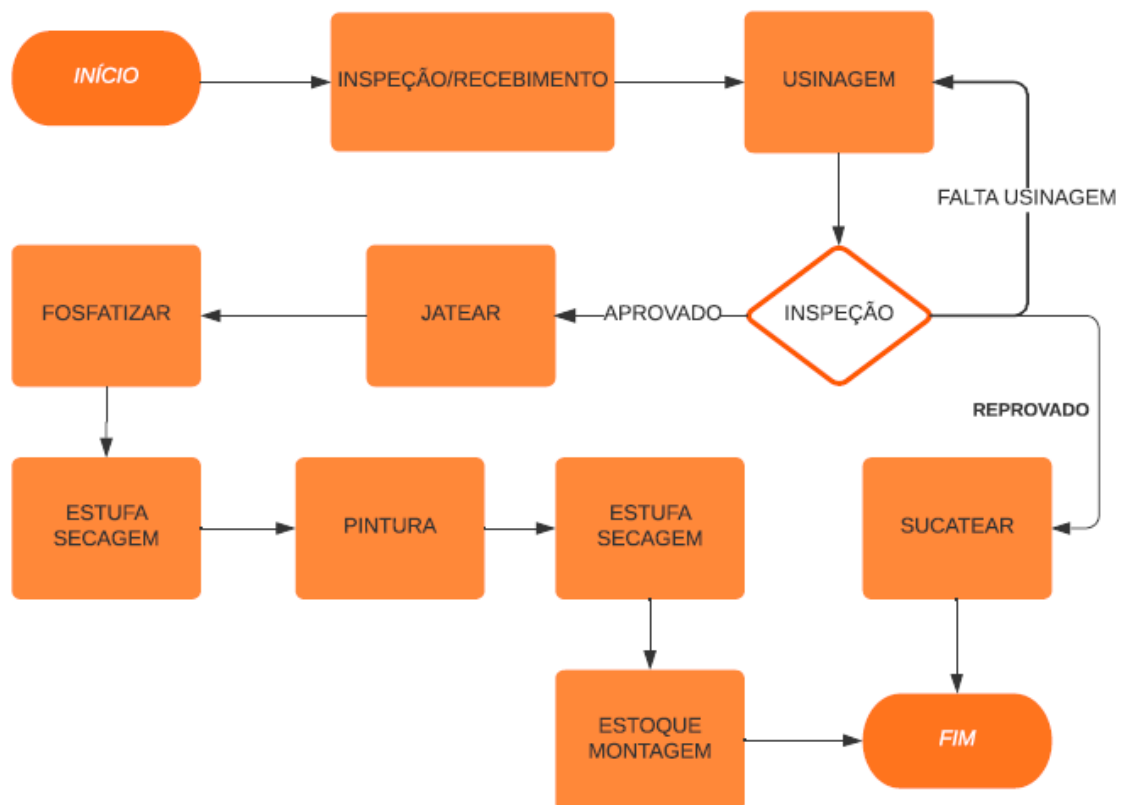 INÍCIO
INSPEÇÃO/RECEBIMENTO
USINAGEM
FALTA USINAGEM
FOSFATIZAR
JATEAR
APROVADO
INSPEÇÃO
REPROVADO
ESTUFA
SECAGEM
PINTURA
ESTUFA
SECAGEM
SUCATEAR
ESTOQUE
MONTAGEM
FIM